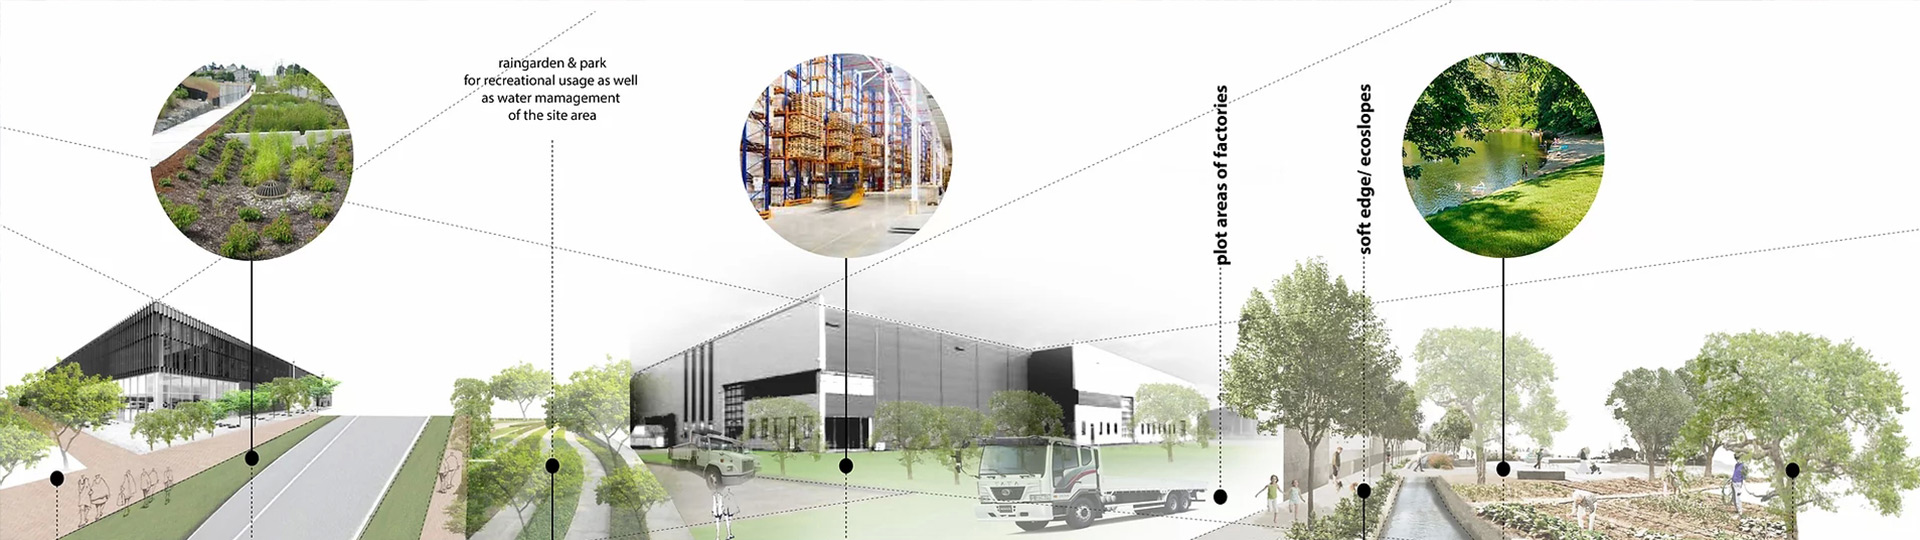 raingarden & park
for recreational usage as well
as water mamagement
of the site area
plot areas of factories
soft edge/ ecoslopes